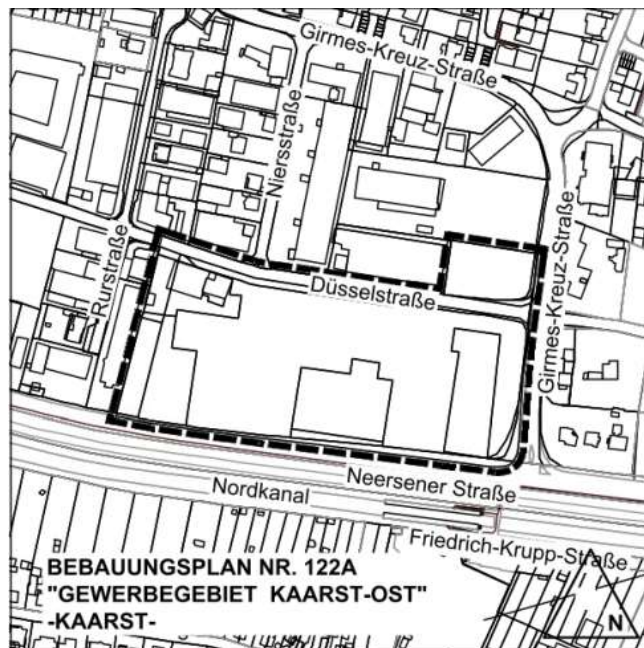 Girmes-Kreuz-Straße
Niersstraße
Rurstraße
Düsselstraße
Girmes-Kreuz-Straße
Neersener Straße
Nordkanal
Friedrich-Krupp-Straße
BEBAUUNGSPLAN NR. 122A
"GEWERBEGEBIET KAARST-OST"
-KAARST-
N